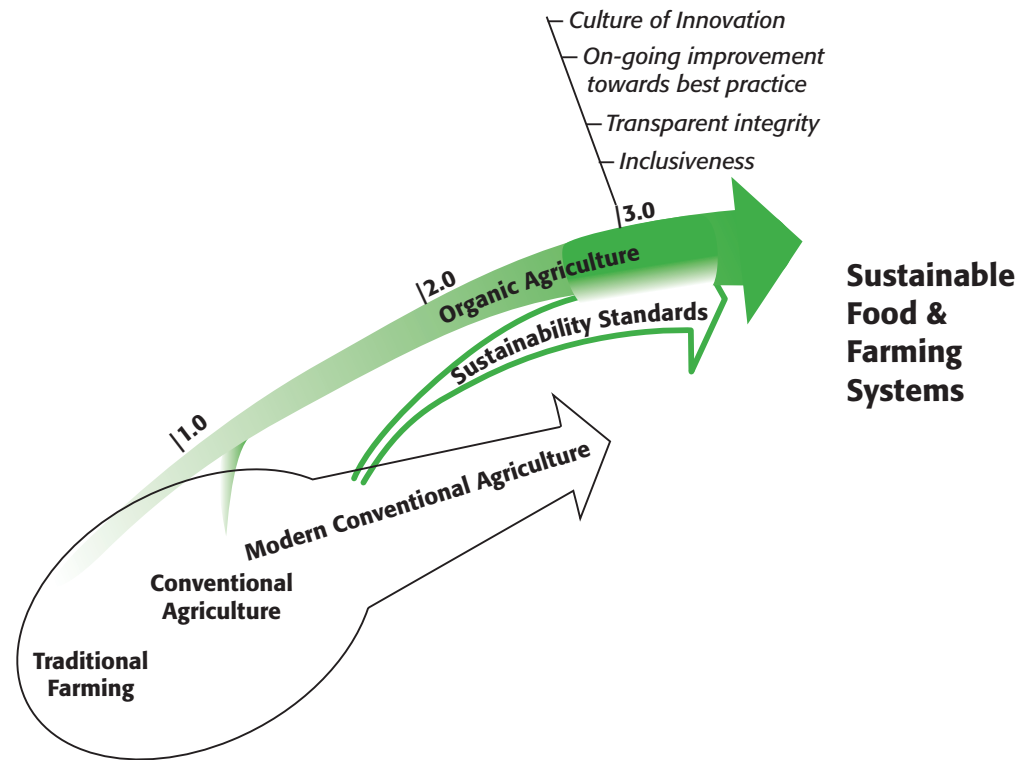 Culture of Innovation
On-going improvement
towards best practice
Transparent integrity
Inclusiveness
3.0
2.0
Organic Agriculture
Sustainability Standards
Sustainable
Food &
Farming
Systems
1.0
Modern Conventional Agriculture
Conventional
Agriculture
Traditional
Farming